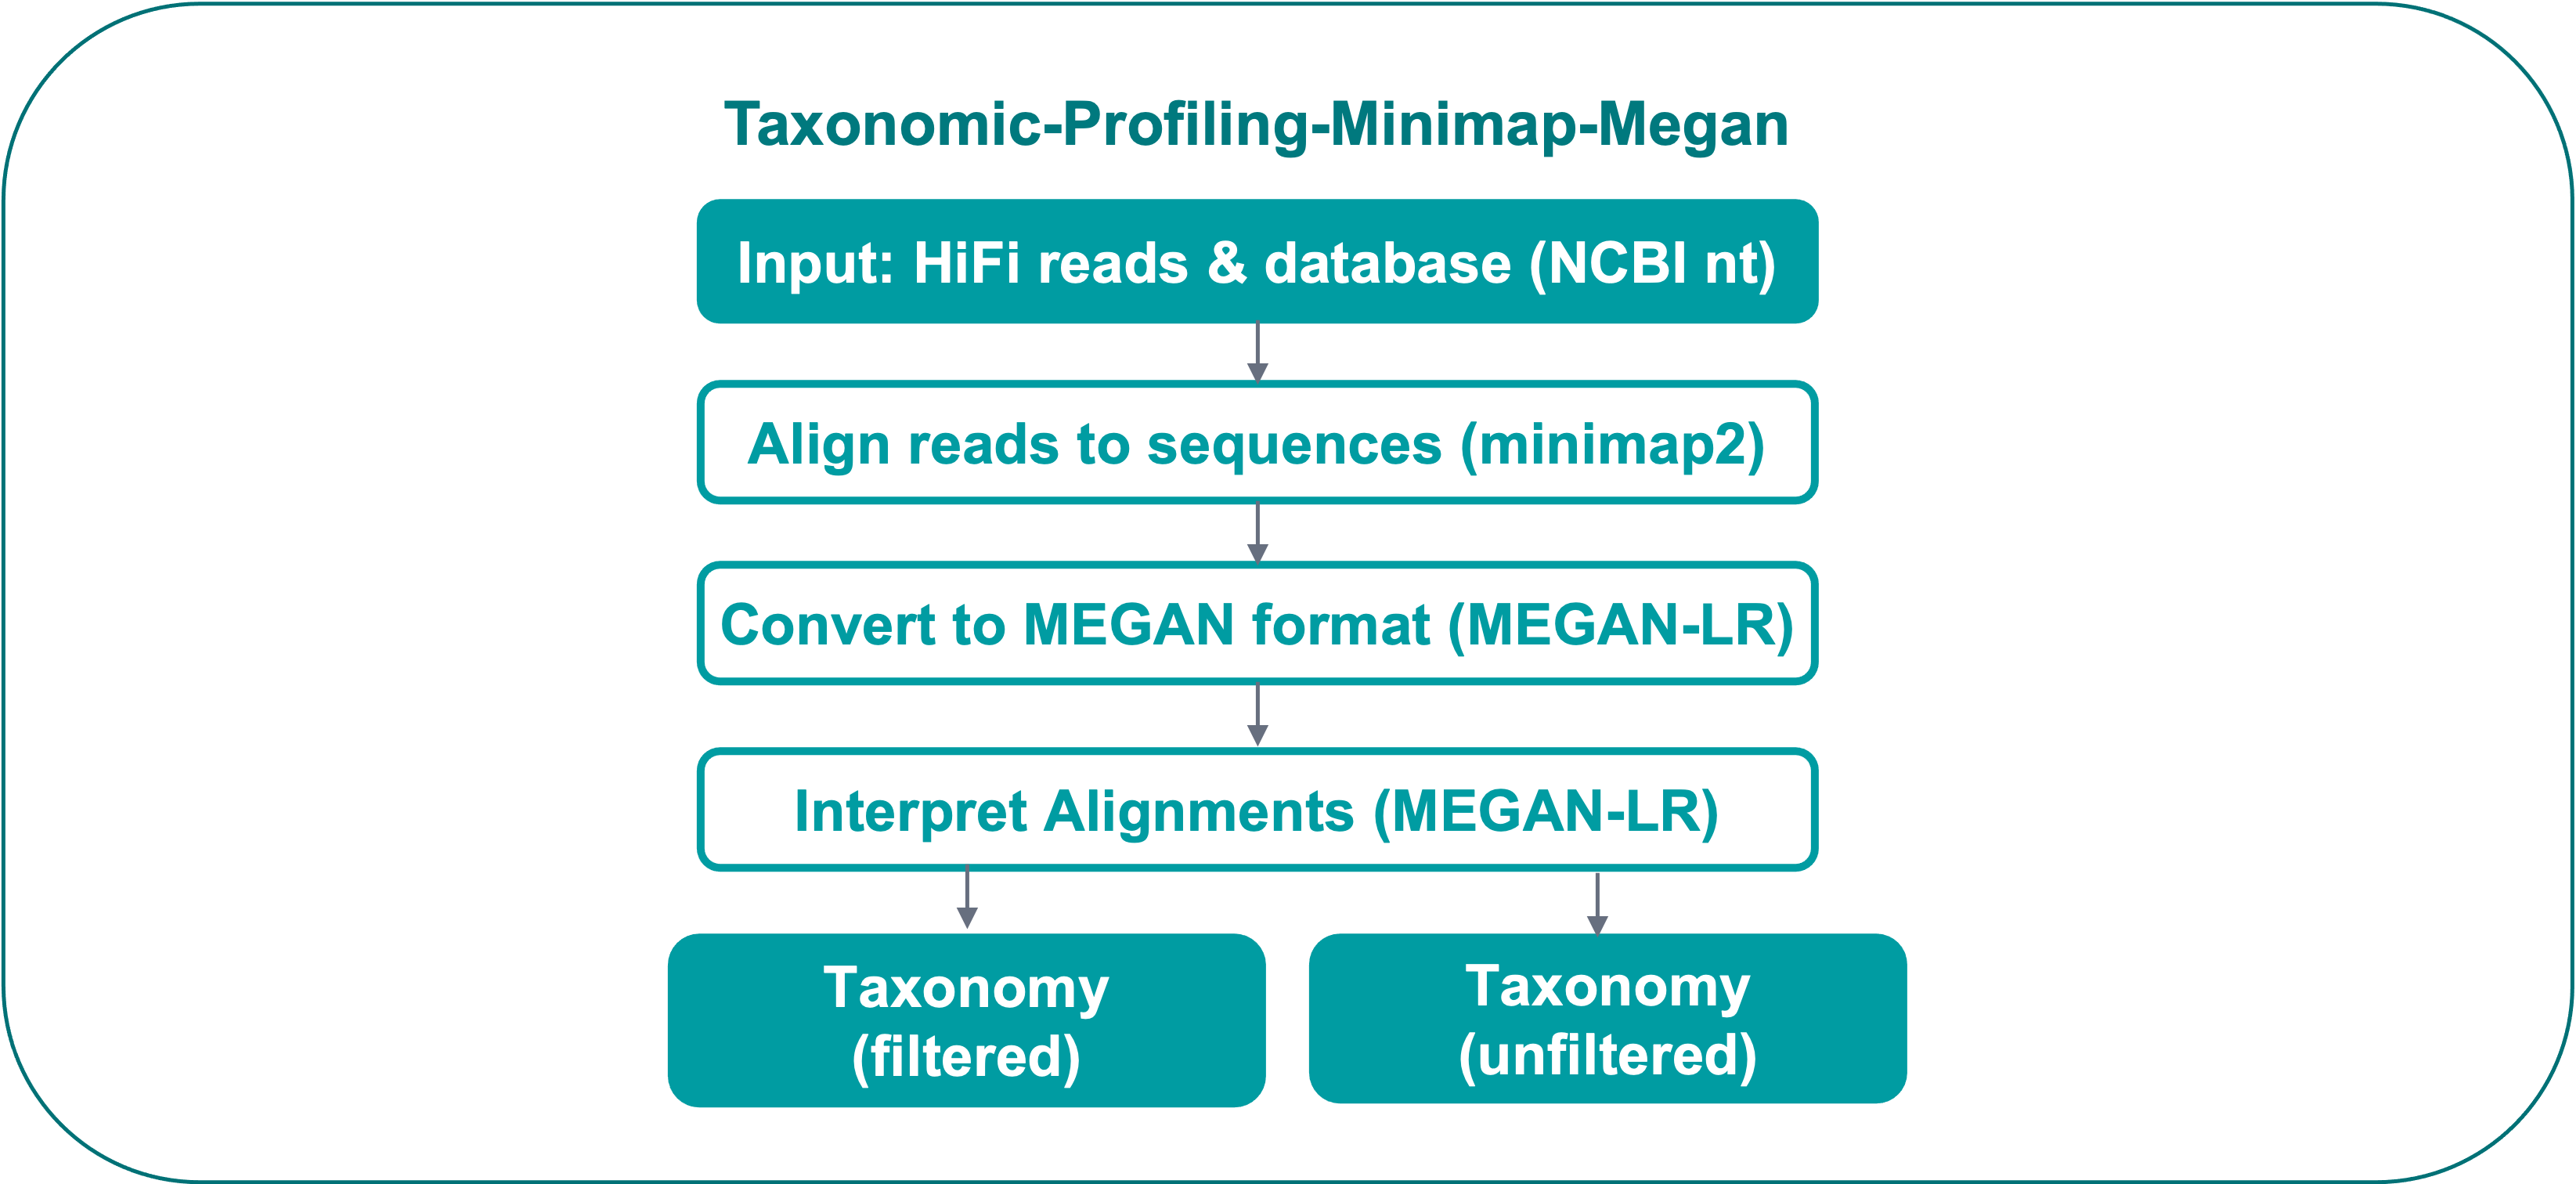 Taxonomic-Profiling-Minimap-Megan
Input: HiFi reads & database (NCBI nt)
Align reads to sequences (minimap2)
Convert to MEGAN format (MEGAN-LR)
Interpret Alignments (MEGAN-LR)
Taxonomy
(filtered)
Taxonomy
(unfiltered)